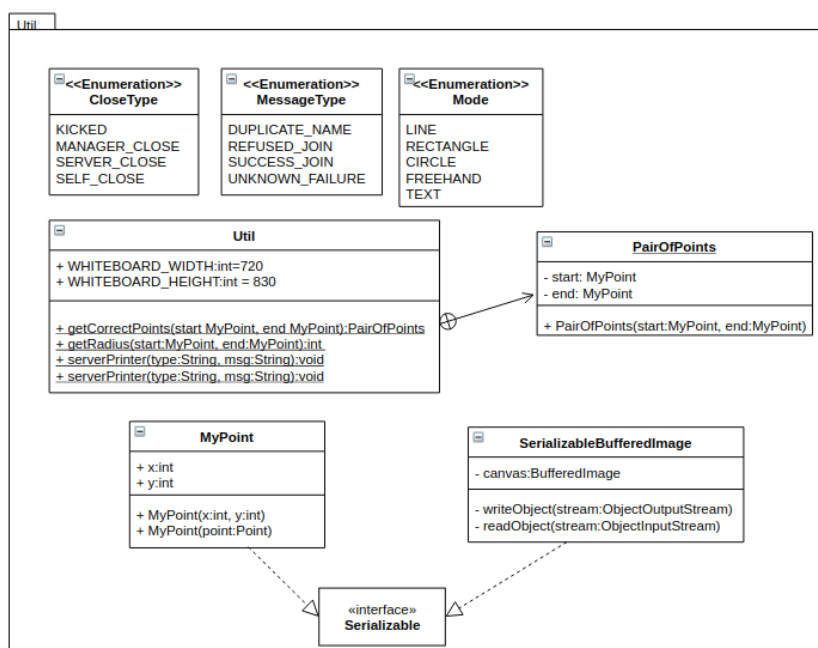 Util
<<Enumeration>>
CloseType
KICKED
MANAGER_CLOSE
SERVER_CLOSE
SELF_CLOSE
<<Enumeration>>
MessageType
DUPLICATE_NAME
REFUSED_JOIN
SUCCESS_JOIN
UNKNOWN_FAILURE
<<Enumeration>>
Mode
LINE
RECTANGLE
CIRCLE
FREEHAND
TEXT
Util
+ WHITEBOARD_WIDTH:int=720
+ WHITEBOARD_HEIGHT:int = 830
+ getCorrectPoints(start MyPoint, end MyPoint):PairOfPoints
+ getRadius(start:MyPoint, end:MyPoint):int
+ serverPrinter(type:String, msg:String):void
+ serverPrinter(type:String, msg:String):void
PairOfPoints
- start: MyPoint
- end: MyPoint
+ PairOfPoints(start:MyPoint, end:MyPoint)
MyPoint
+ x:int
+ y:int
+ MyPoint(x:int, y:int)
+ MyPoint(point:Point)
SerializableBufferedImage
- canvas:BufferedImage
- writeObject(stream:ObjectOutputStream)
- readObject(stream:ObjectInputStream)
«interface»
Serializable